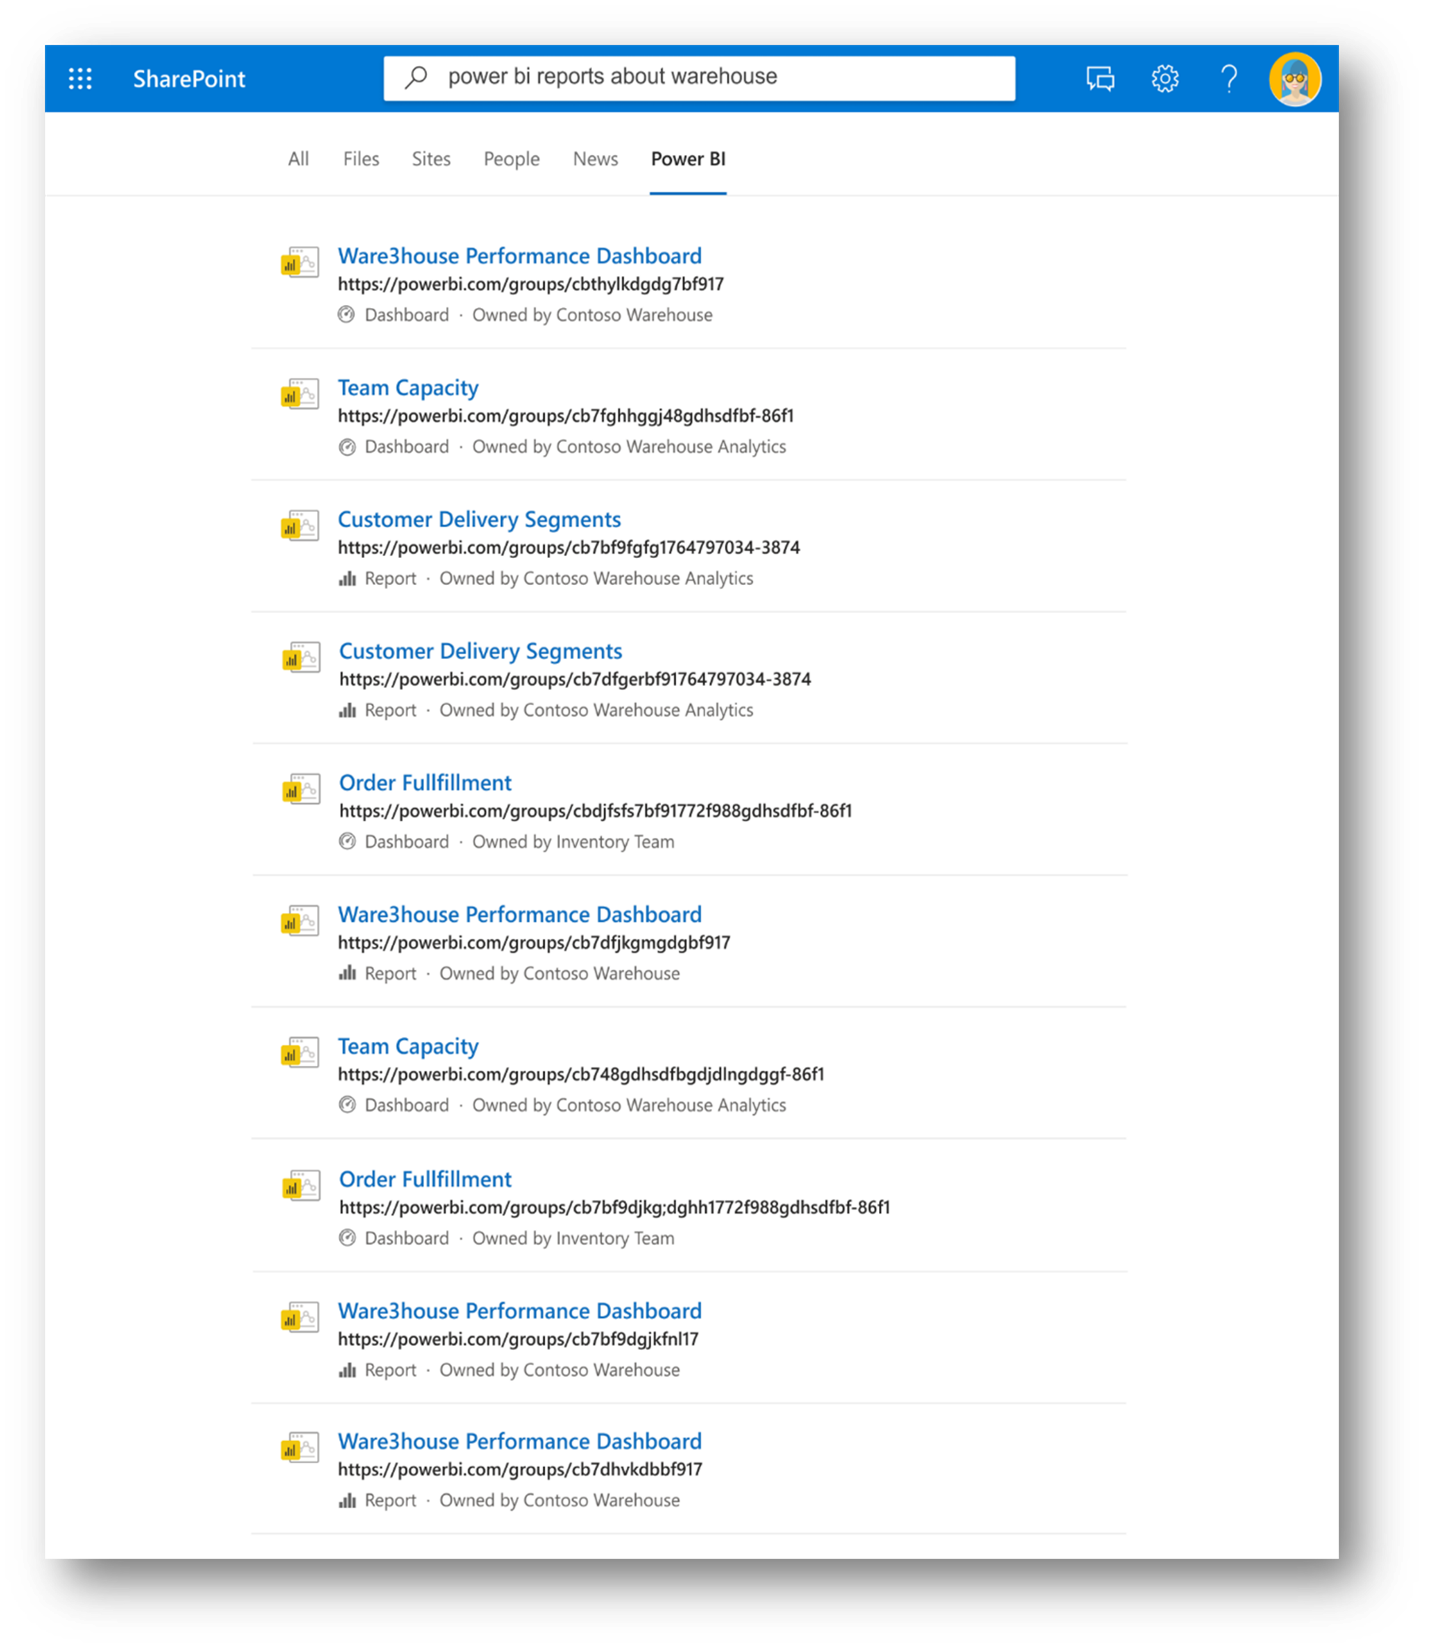 SharePoint
power bi reports about warehouse
All Files Sites People News Power BI
Ware3house Performance Dashboard
https://powerbi.com/groups/cbthylkdgdg7bf917
Dashboard · Owned by Contoso Warehouse
Team Capacity
https://powerbi.com/groups/cb7fghhggj48gdhsdfbf-86f1
Dashboard · Owned by Contoso Warehouse Analytics
Customer Delivery Segments
https://powerbi.com/groups/cb7bf9fgfg1764797034-3874
Report · Owned by Contoso Warehouse Analytics
Customer Delivery Segments
https://powerbi.com/groups/cb7dfgerbf91764797034-3874
Report · Owned by Contoso Warehouse Analytics
Order Fullfillment
https://powerbi.com/groups/cbdjfsfs7bf91772f988gdhsdfbf-86f1
Dashboard · Owned by Inventory Team
Ware3house Performance Dashboard
https://powerbi.com/groups/cb7dfjkgmgdgbf917
Report · Owned by Contoso Warehouse
Team Capacity
https://powerbi.com/groups/cb748gdhsdfbgdjdlngdggf-86f1
Dashboard · Owned by Contoso Warehouse Analytics
Order Fullfillment
https://powerbi.com/groups/cb7bf9djkg;dghh1772f988gdhsdfbf-86f1
Dashboard · Owned by Inventory Team
Ware3house Performance Dashboard
https://powerbi.com/groups/cb7bf9dgjkfnl17
Report · Owned by Contoso Warehouse
Ware3house Performance Dashboard
https://powerbi.com/groups/cb7dhvkdbbf917
Report · Owned by Contoso Warehouse